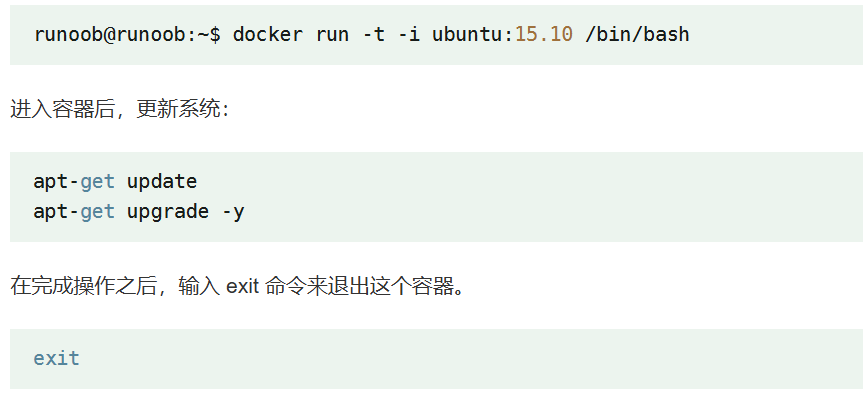 runoob@runoob:~$ docker run -t -i ubuntu:15.10 /bin/bash
进入容器后，更新系统：
apt-get update
apt-get upgrade -y
在完成操作之后，输入 exit 命令来退出这个容器。
exit